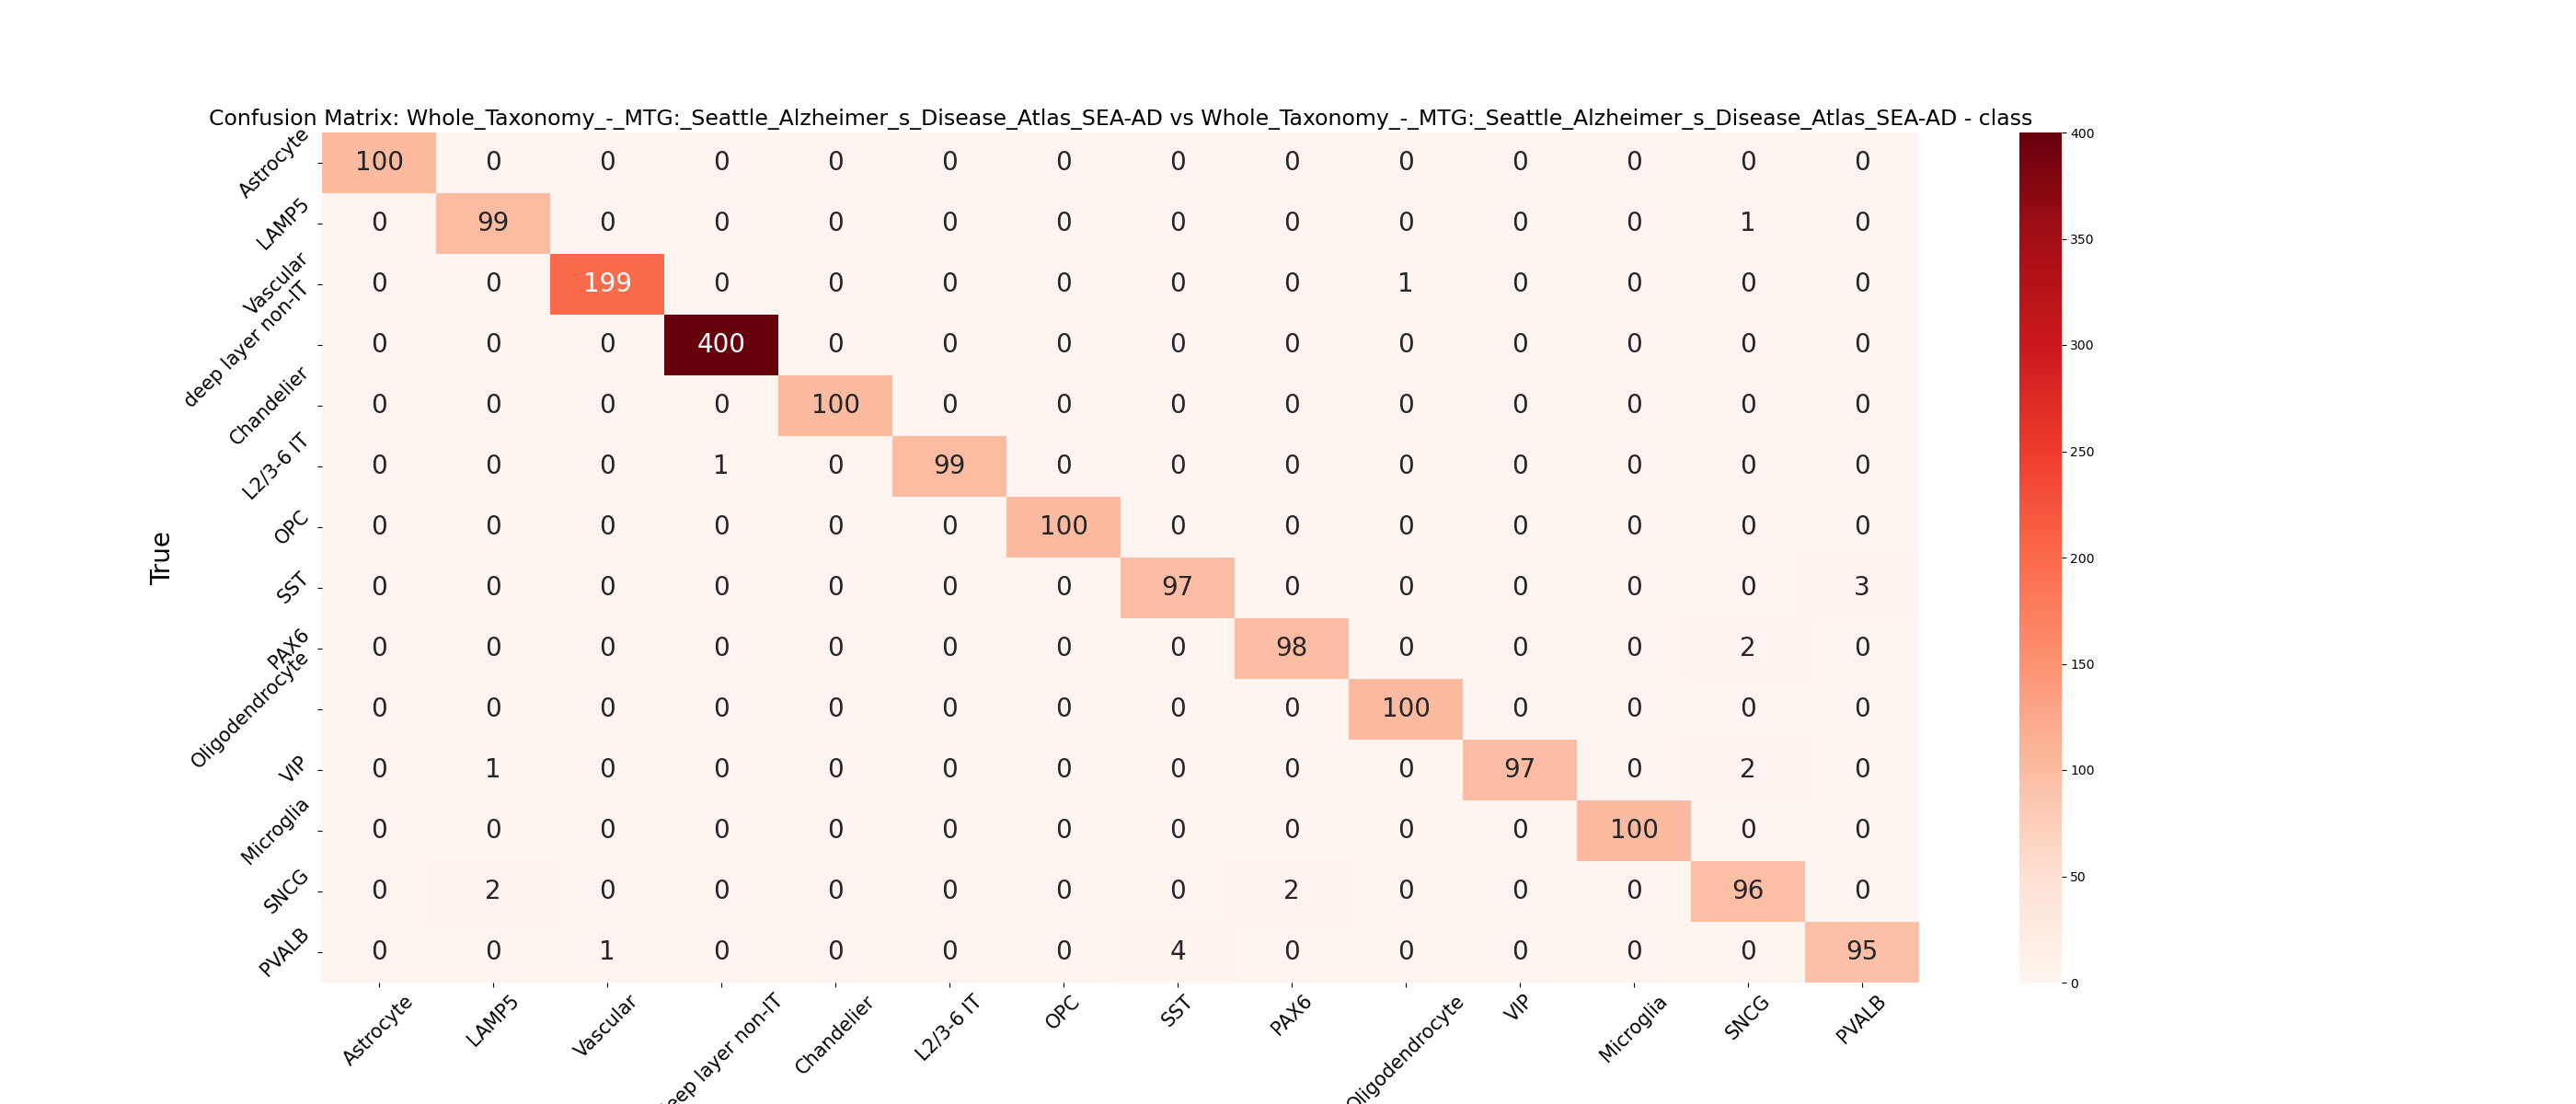 Confusion Matrix: Whole_Taxonomy_-_MTG:_Seattle_Alzheimer_s_Disease_Atlas_SEA-AD vs Whole_Taxonomy_-_MTG:_Seattle_Alzheimer_s_Disease_Atlas_SEA-AD - class
True
Astrocyte 100 0 0 0 0 0 0 0 0 0 0 0 0 0
LAMP5 0 99 0 0 0 0 0 0 0 0 0 0 1 0
Vascular 0 0 199 0 0 0 0 0 0 1 0 0 0 0
deep layer non-IT 0 0 0 400 0 0 0 0 0 0 0 0 0 0
Chandelier 0 0 0 0 100 0 0 0 0 0 0 0 0 0
L2/3-6 IT 0 0 0 1 0 99 0 0 0 0 0 0 0 0
OPC 0 0 0 0 0 0 100 0 0 0 0 0 0 0
SST 0 0 0 0 0 0 0 97 0 0 0 0 0 3
PAX6 0 0 0 0 0 0 0 0 98 0 0 0 2 0
Oligodendrocyte 0 0 0 0 0 0 0 0 0 100 0 0 0 0
VIP 0 1 0 0 0 0 0 0 0 0 97 0 2 0
Microglia 0 0 0 0 0 0 0 0 0 0 0 100 0 0
SNCG 0 2 0 0 0 0 0 0 2 0 0 0 96 0
PVALB 0 0 1 0 0 0 0 4 0 0 0 0 0 95
Astrocyte LAMP5 Vascular layer non-IT Chandelier L2/3-6 IT OPC SST PAX6 Oligodendrocyte VIP Microglia SNCG PVALB
400
350
300
250
200
150
100
50
0